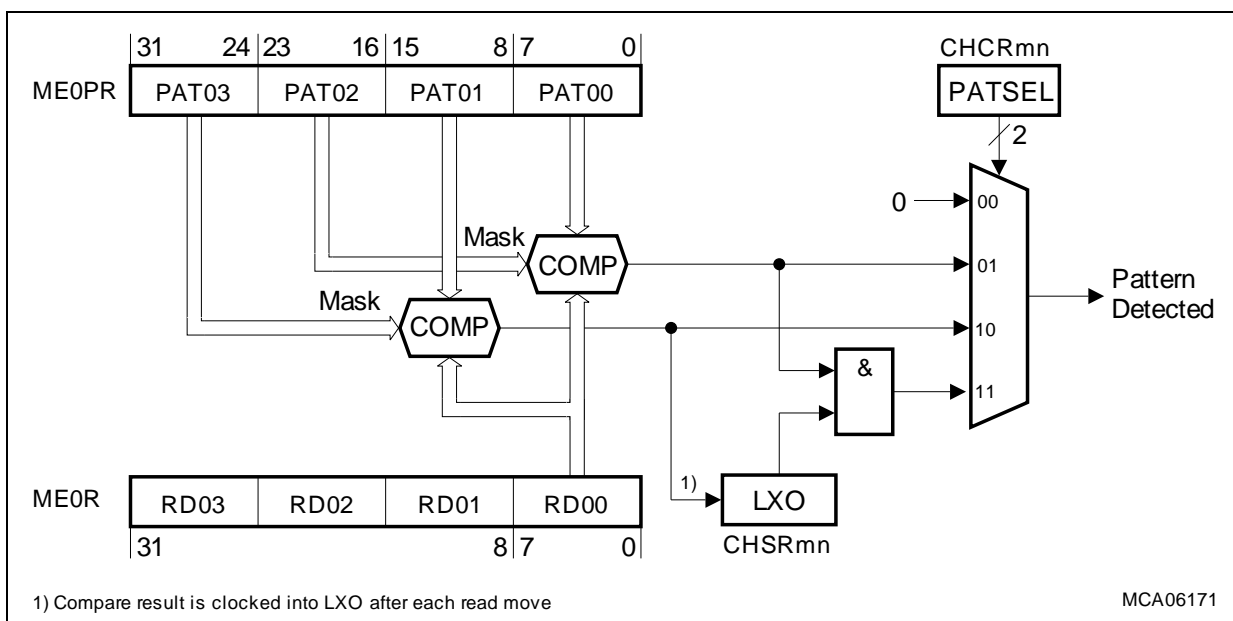 31 24 23 16 15 8 7 0
CHCRmn
ME0PR PAT03 PAT02 PAT01 PAT00
PATSEL
2
0
00
Mask
COMP
01
Pattern
Detected
Mask
COMP
10
&
11
ME0R RD03 RD02 RD01 RD00
1)
LXO
31 8 7 0
CHSRmn
1) Compare result is clocked into LXO after each read move
MCA06171